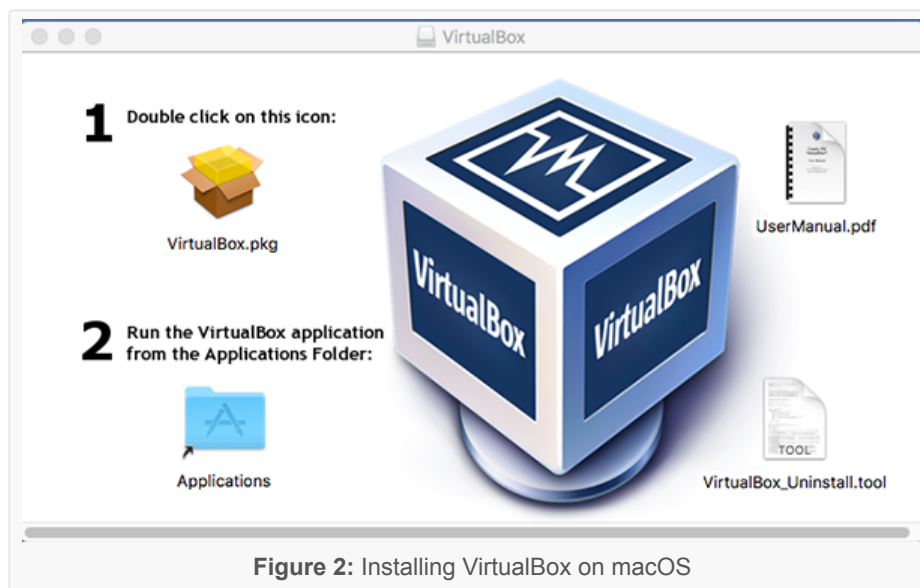 VirtualBox
1 Double click on this icon:
VirtualBox.pkg
UserManual.pdf
VirtualBox
VirtualBox
2 Run the VirtualBox application
from the Applications Folder:
Applications
TOOL
VirtualBox_Uninstall.tool
Figure 2: Installing VirtualBox on macOS